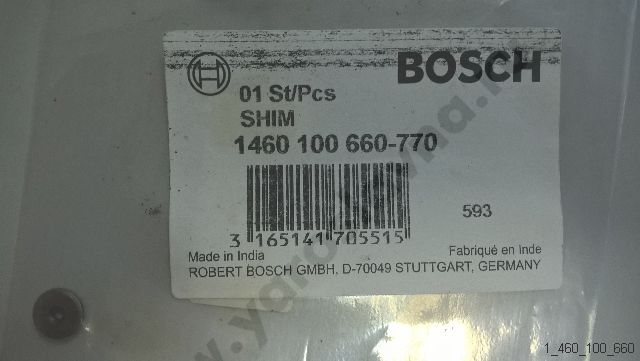 BOSCH
01 St/Pcs
SHIM
1460 100 660-770
593
3 165141 705515
Made in India
Fabriqué en Inde
ROBERT BOSCH GMBH, D-70049 STUTTGART, GERMANY
1_460_100_660